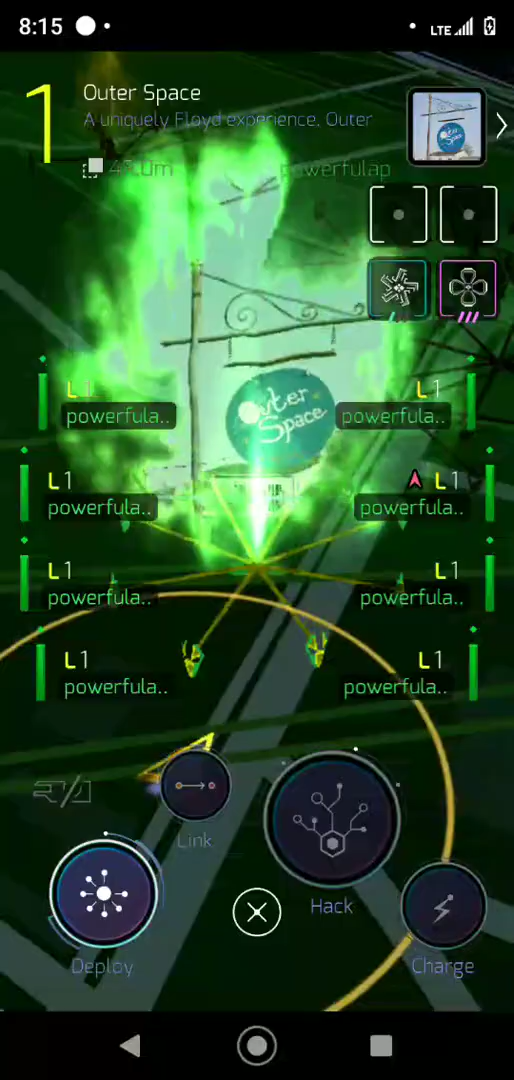 8:15
LTE
1
Outer Space
A uniquely Floyd experience, Outer
powerfulap
Outer
Space
L1
powerfula..
L1
powerfula..
L1
powerfula..
L1
powerfula..
L1
powerfula..
L1
powerfula..
L1
powerfula..
L1
powerfula..
Link
Hack
Deploy
Charge